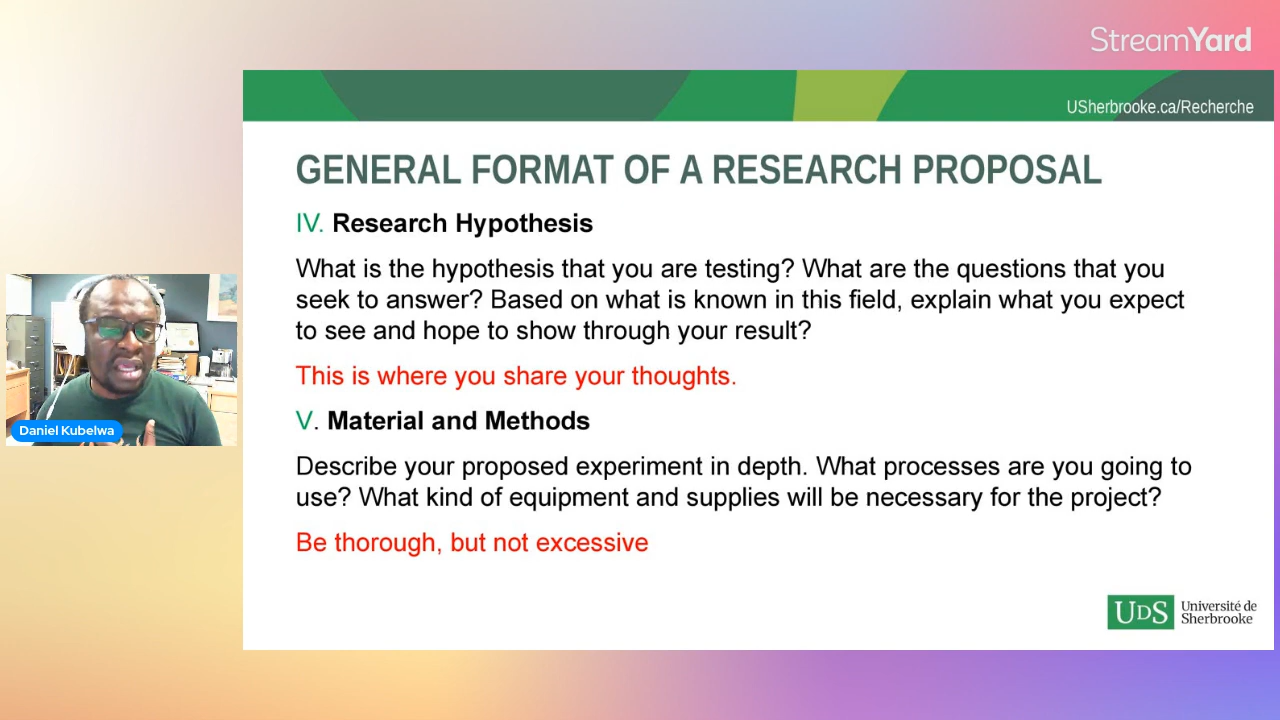 StreamYard
USherbrooke.ca/Recherche
GENERAL FORMAT OF A RESEARCH PROPOSAL
IV. Research Hypothesis
What is the hypothesis that you are testing? What are the questions that you
seek to answer? Based on what is known in this field, explain what you expect
to see and hope to show through your result?
This is where you share your thoughts.
V. Material and Methods
Describe your proposed experiment in depth. What processes are you going to
use? What kind of equipment and supplies will be necessary for the project?
Be thorough, but not excessive
Daniel Kubelwa
UDS Université de
Sherbrooke